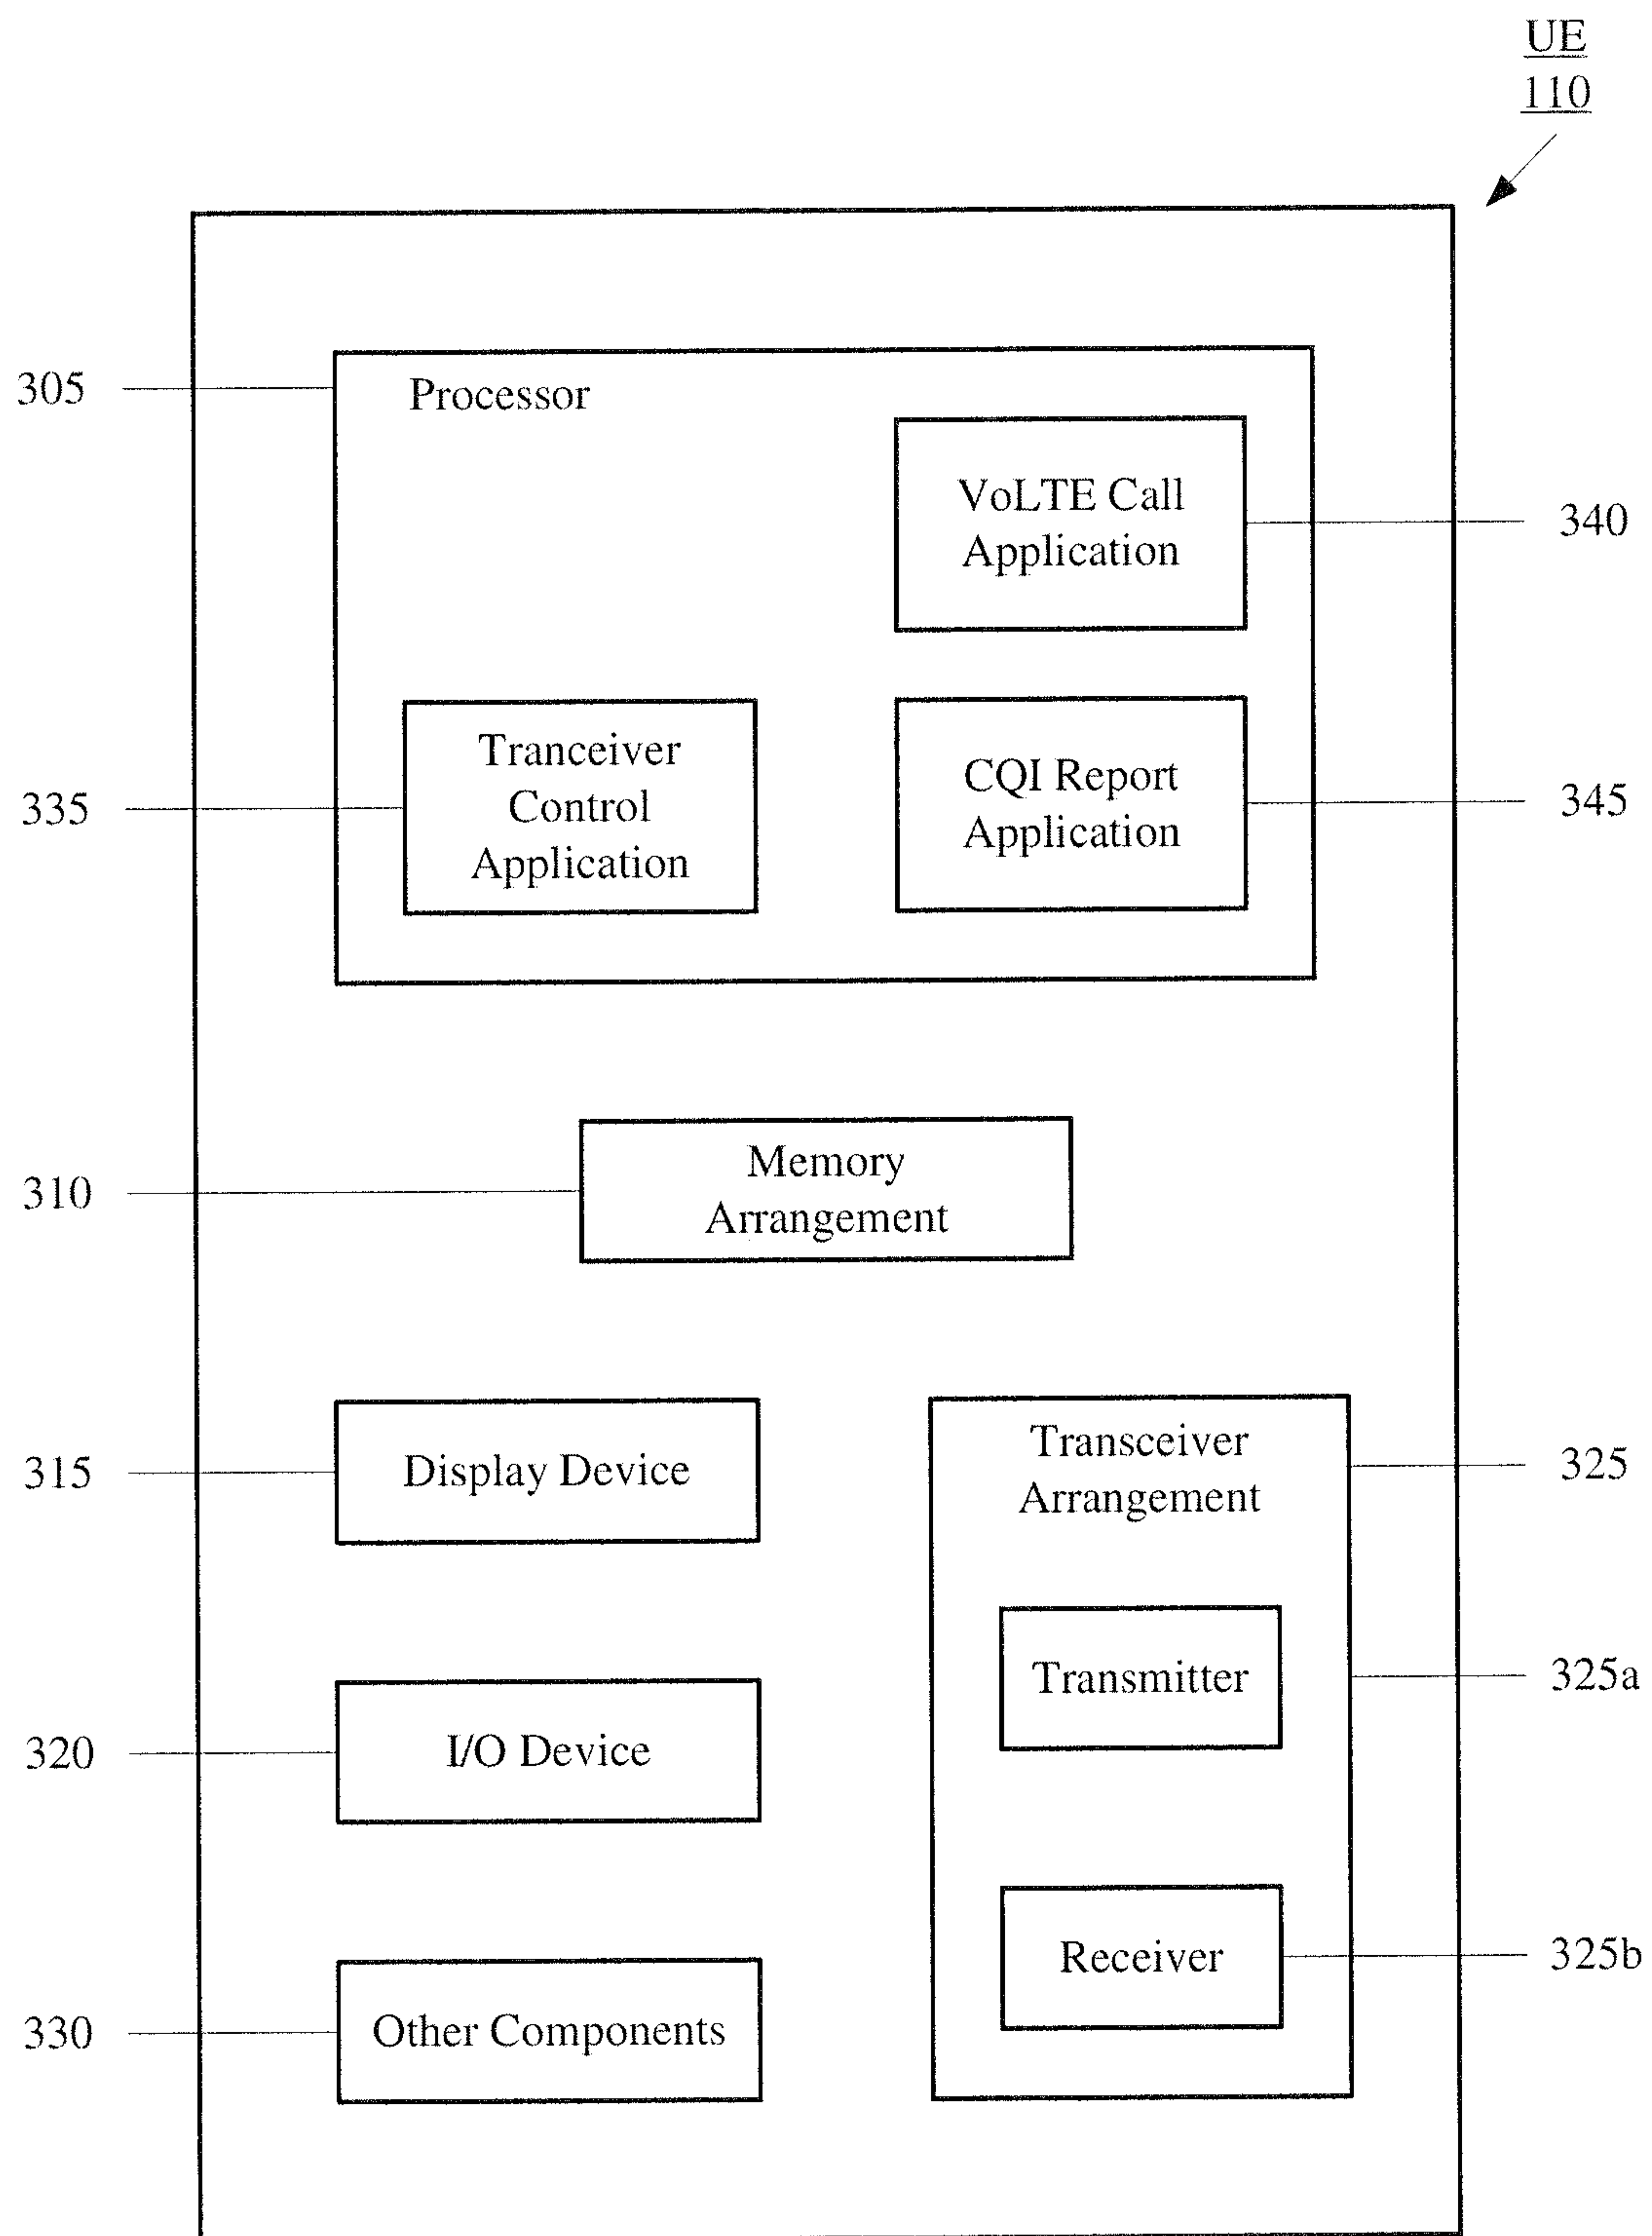 UE
110
305
Processor
VoLTE Call
Application
340
Tranceiver
Control
Application
335
CQI Report
Application
345
Memory
Arrangement
310
315
Display Device
Transceiver
Arrangement
325
Transmitter
325a
320
I/O Device
Receiver
325b
330
Other Components